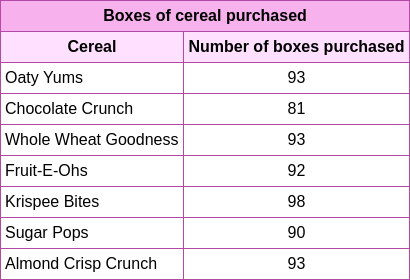 Boxes of cereal purchased
Cereal Number of boxes purchased
Oaty Yums 93
Chocolate Crunch 81
Whole Wheat Goodness 93
Fruit-E-Ohs 92
Krispee Bites 98
Sugar Pops 90
Almond Crisp Crunch 93